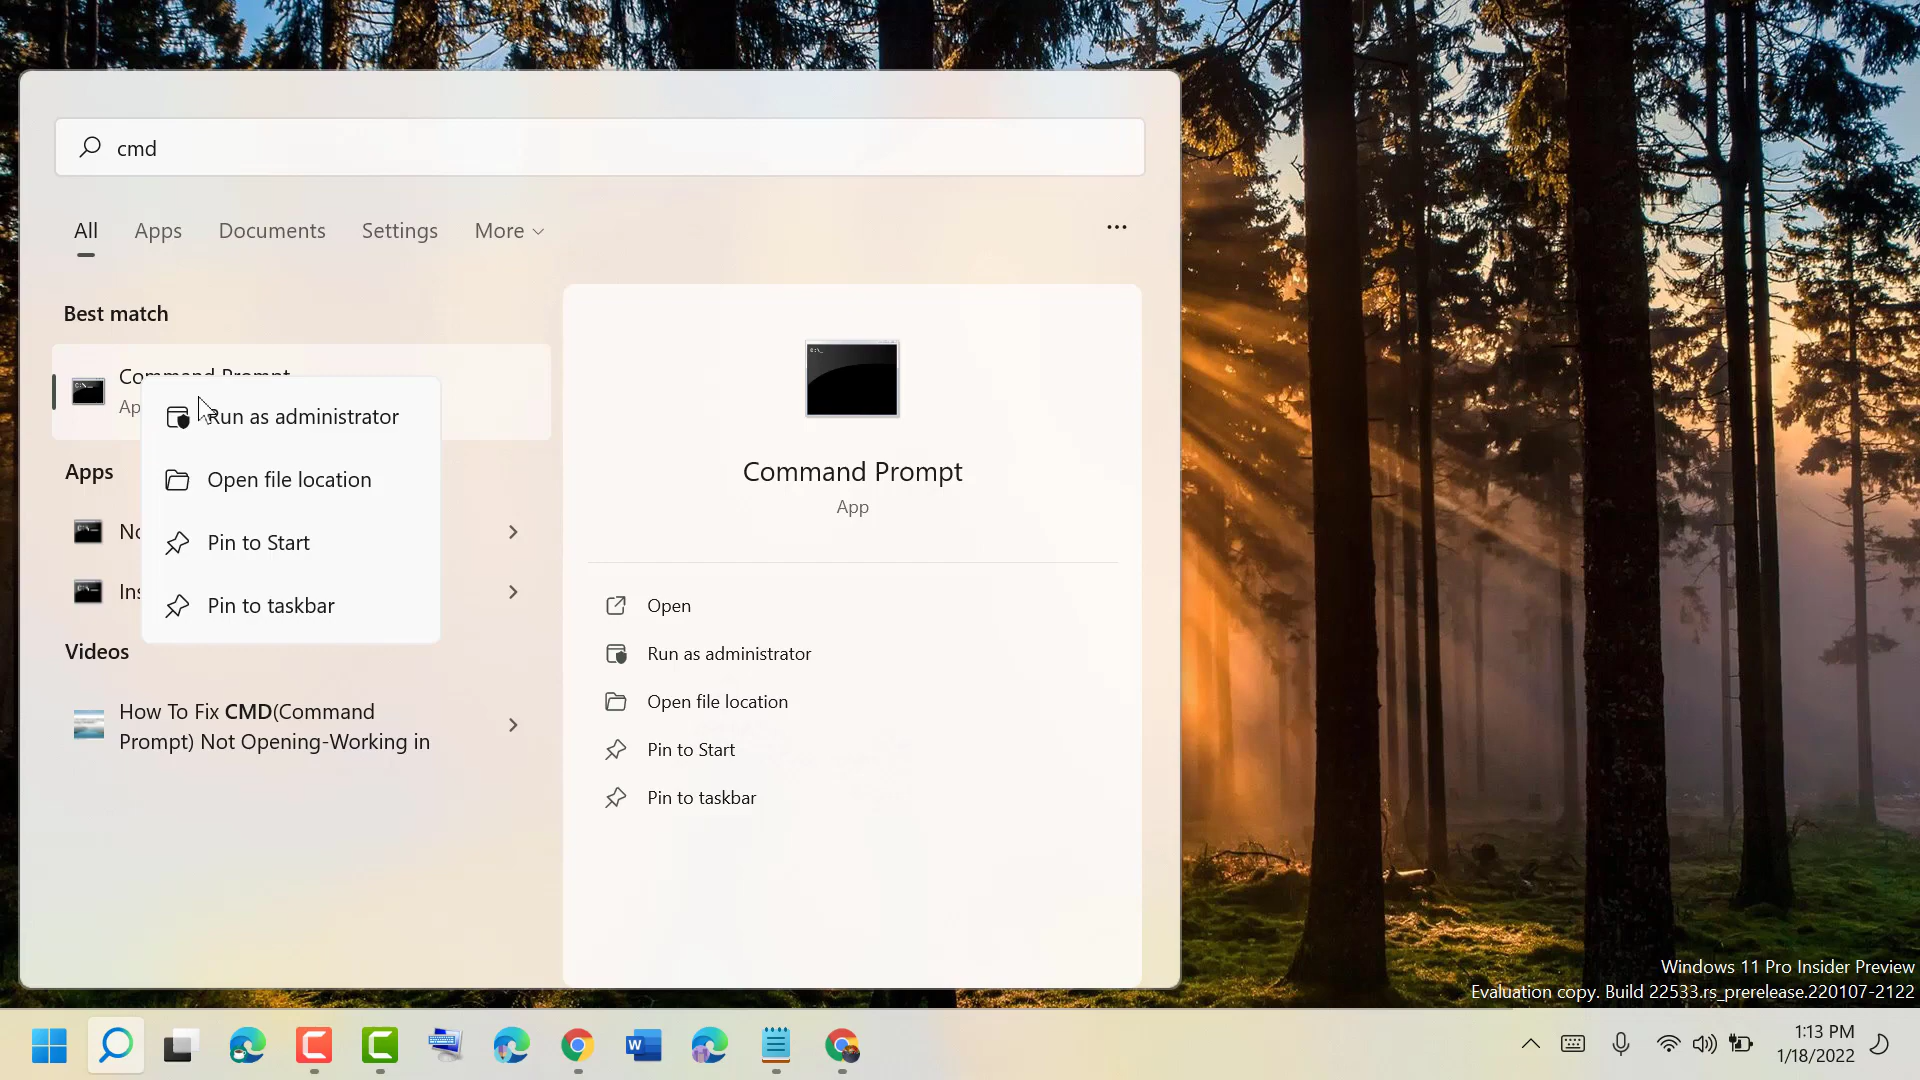 cmd
All Apps Documents Settings More
Best match
Command Prompt
Run as administrator
Open file location
Pin to Start
Pin to taskbar
Apps
Videos
How To Fix CMD(Command
Prompt) Not Opening-Working in
Command Prompt
App
Open
Run as administrator
Open file location
Pin to Start
Pin to taskbar
Windows 11 Pro Insider Preview
Evaluation copy. Build 22533.rs_prerelease.220107-2122
1:13 PM
1/18/2022